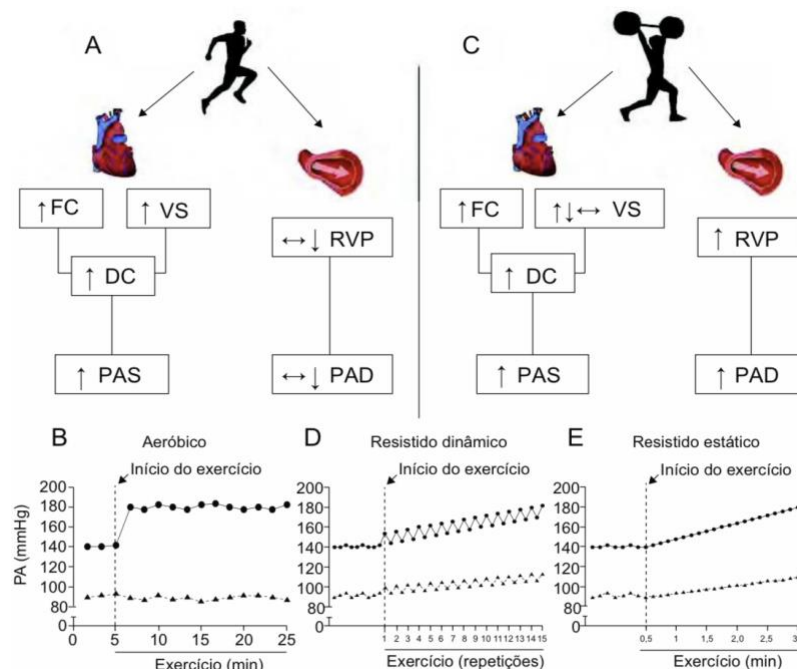 A
C
↑ FC
↑ VS
↔↓ RVP
↑ DC
↑ PAS
↔↓ PAD
↑ FC
↑↓↔ VS
↑ RVP
↑ DC
↑ PAS
↑ PAD
B
Aeróbico
Início do exercício
PA (mmHg)
200
180
160
140
120
100
80
0
0 5 10 15 20 25
Exercício (min)
D
Resistido dinâmico
Início do exercício
200
180
160
140
120
100
80
0
1 2 3 4 5 6 7 8 9 10 11 12 13 14 15
Exercício (repetições)
E
Resistido estático
Início do exercício
200
180
160
140
120
100
80
0
0,5 1 1,5 2 2,5 3
Exercício (min)